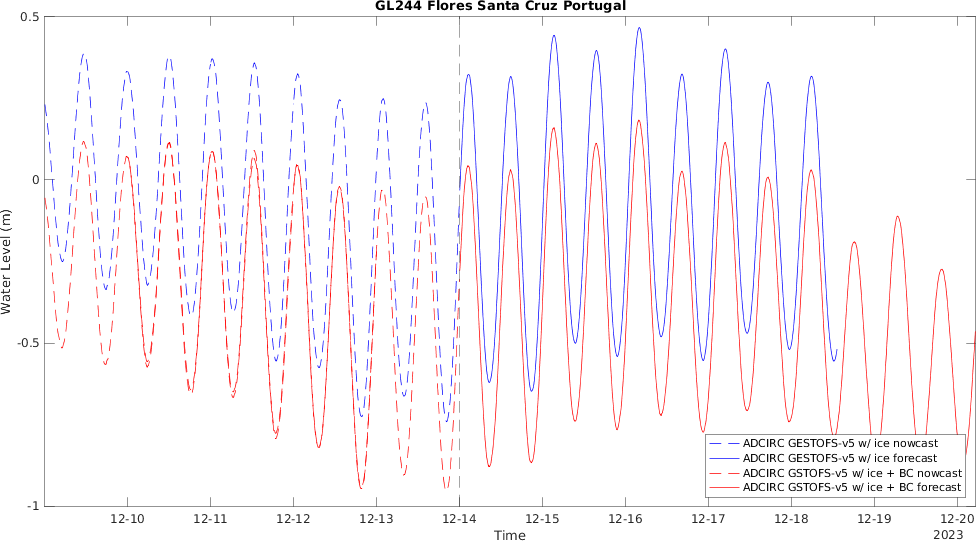 GL244 Flores Santa Cruz Portugal
0.5
0
-0.5
-1
Water Level (m)
12-10
12-11
12-12
12-13
12-14
12-15
12-16
12-17
12-18
12-19
12-20
Time
2023
ADCIRC GESTOFS-v5 w/ ice nowcast
ADCIRC GESTOFS-v5 w/ ice forecast
ADCIRC GSTOFS-v5 w/ ice + BC nowcast
ADCIRC GSTOFS-v5 w/ ice + BC forecast